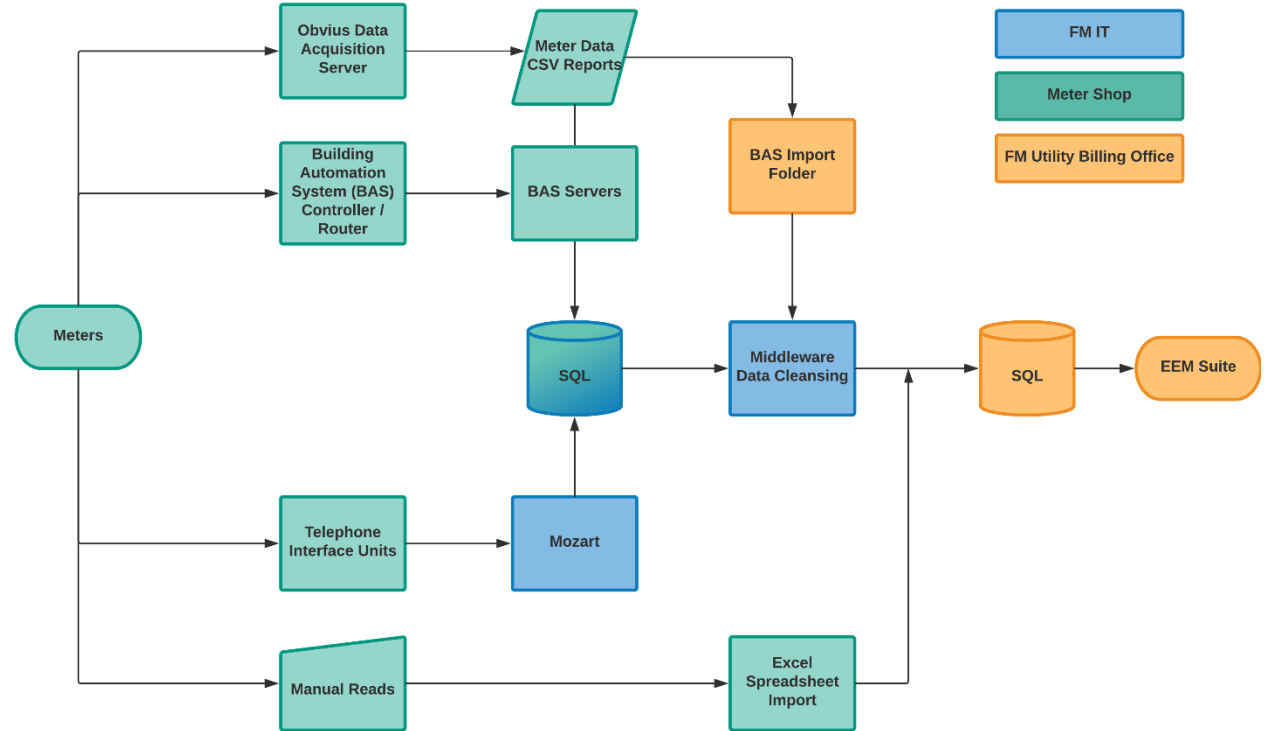 Obvius Data
Acquisition
Server
Meter Data
CSV Reports
FM IT
Meter Shop
FM Utility Billing Office
Building
Automation
System (BAS)
Controller /
Router
BAS Servers
BAS Import
Folder
Meters
SQL
Middleware
Data Cleansing
SQL
EEM Suite
Telephone
Interface Units
Mozart
Manual Reads
Excel
Spreadsheet
Import